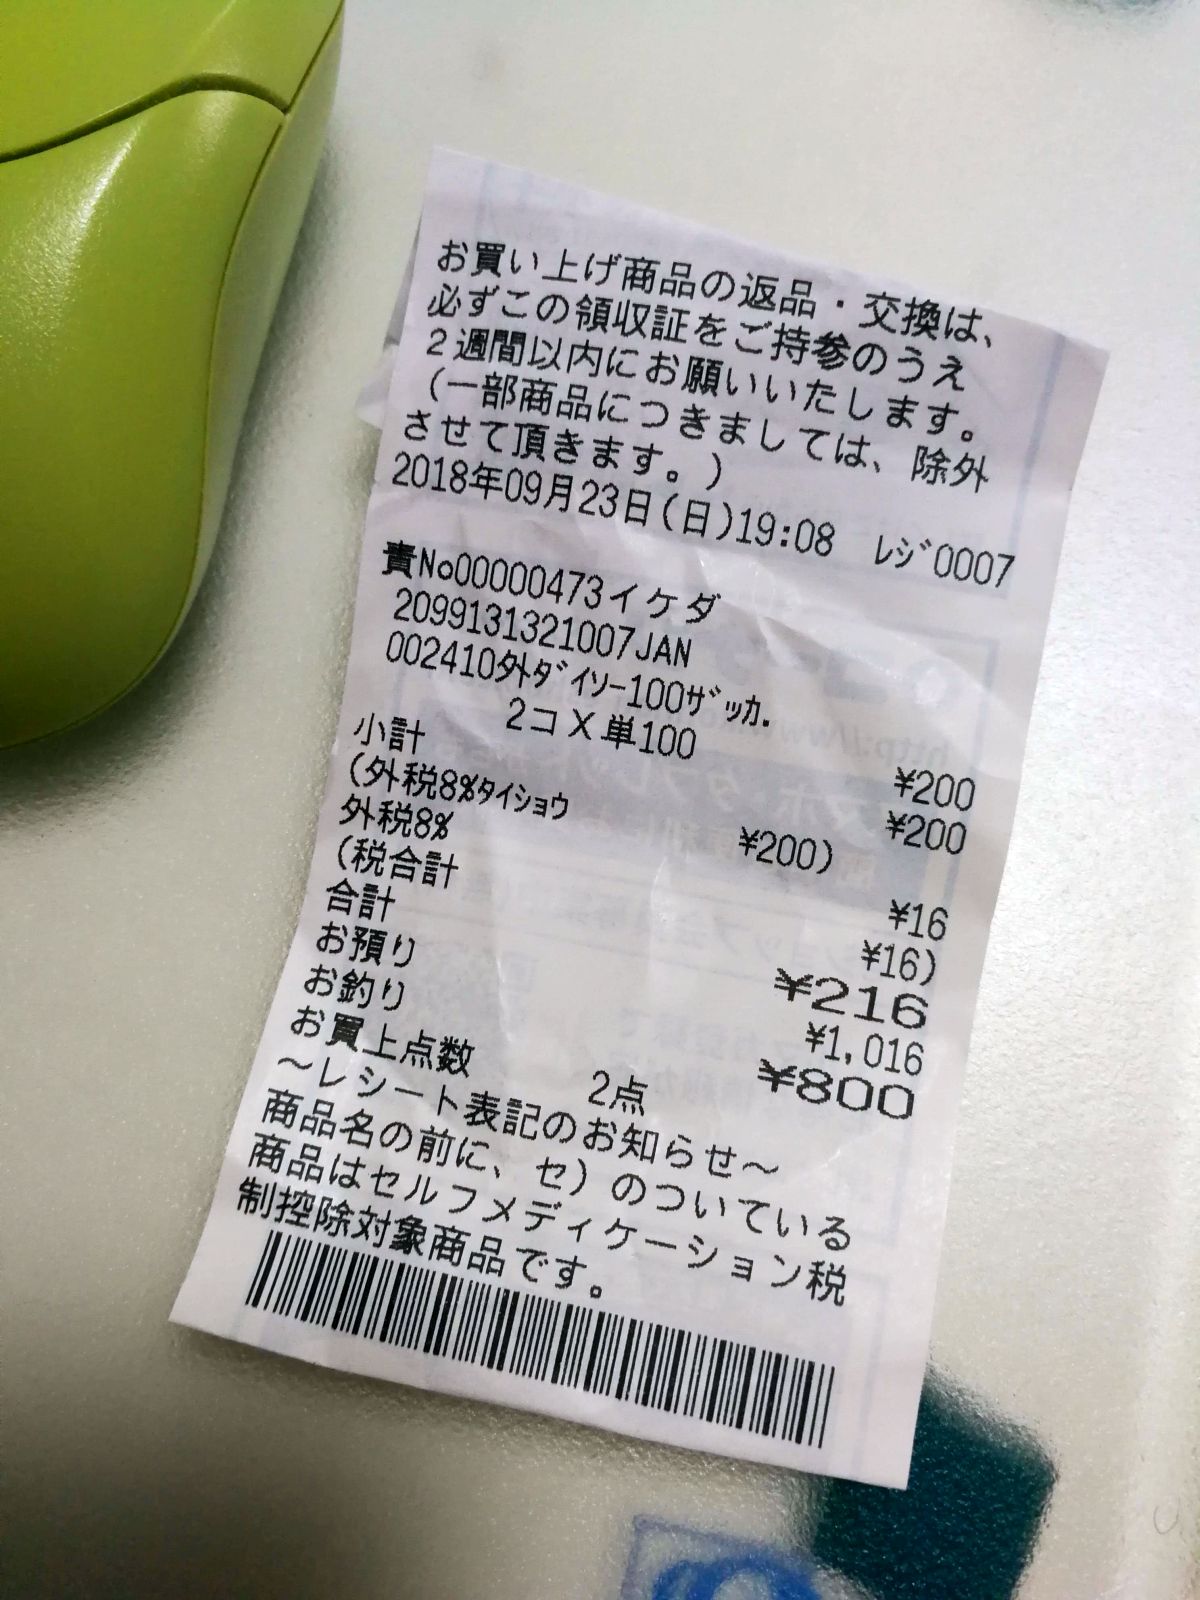 お買い上げ商品の返品・交換は、
必ずこの領収証をご持参のうえ
2週間以内にお願いいたします。
(一部商品につきましては、除外
させて頂きます。)
2018年09月23日(日)19:08 ﾚｼﾞ0007
責No00000473イケダ
2099131321007JAN
002410外ﾀﾞｲｿｰ100ｻﾞｯｶ.
2コ X 単100 ¥200
小計 ¥200
(外税8%ﾀｲｼｮｳ ¥200)
外税8% ¥16
(税合計 ¥16)
合計 ¥216
お預り ¥1,016
お釣り ¥800
お買上点数 2点
～レシート表記のお知らせ～
商品名の前に、セ)のついている
商品はセルフメディケーション税
制控除対象商品です。